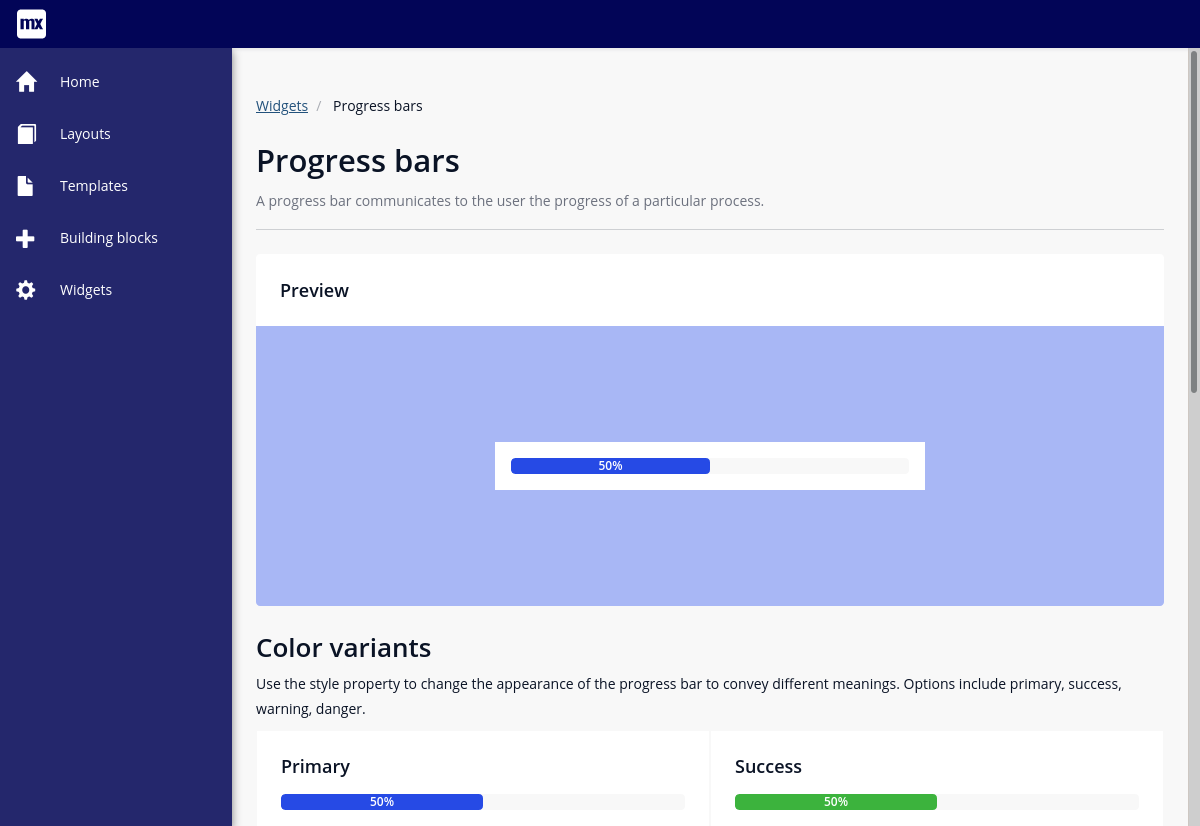 mx
Home
Layouts
Templates
Building blocks
Widgets
Widgets / Progress bars
Progress bars
A progress bar communicates to the user the progress of a particular process.
Preview
50%
Color variants
Use the style property to change the appearance of the progress bar to convey different meanings. Options include primary, success,
warning, danger.
Primary
50%
Success
50%